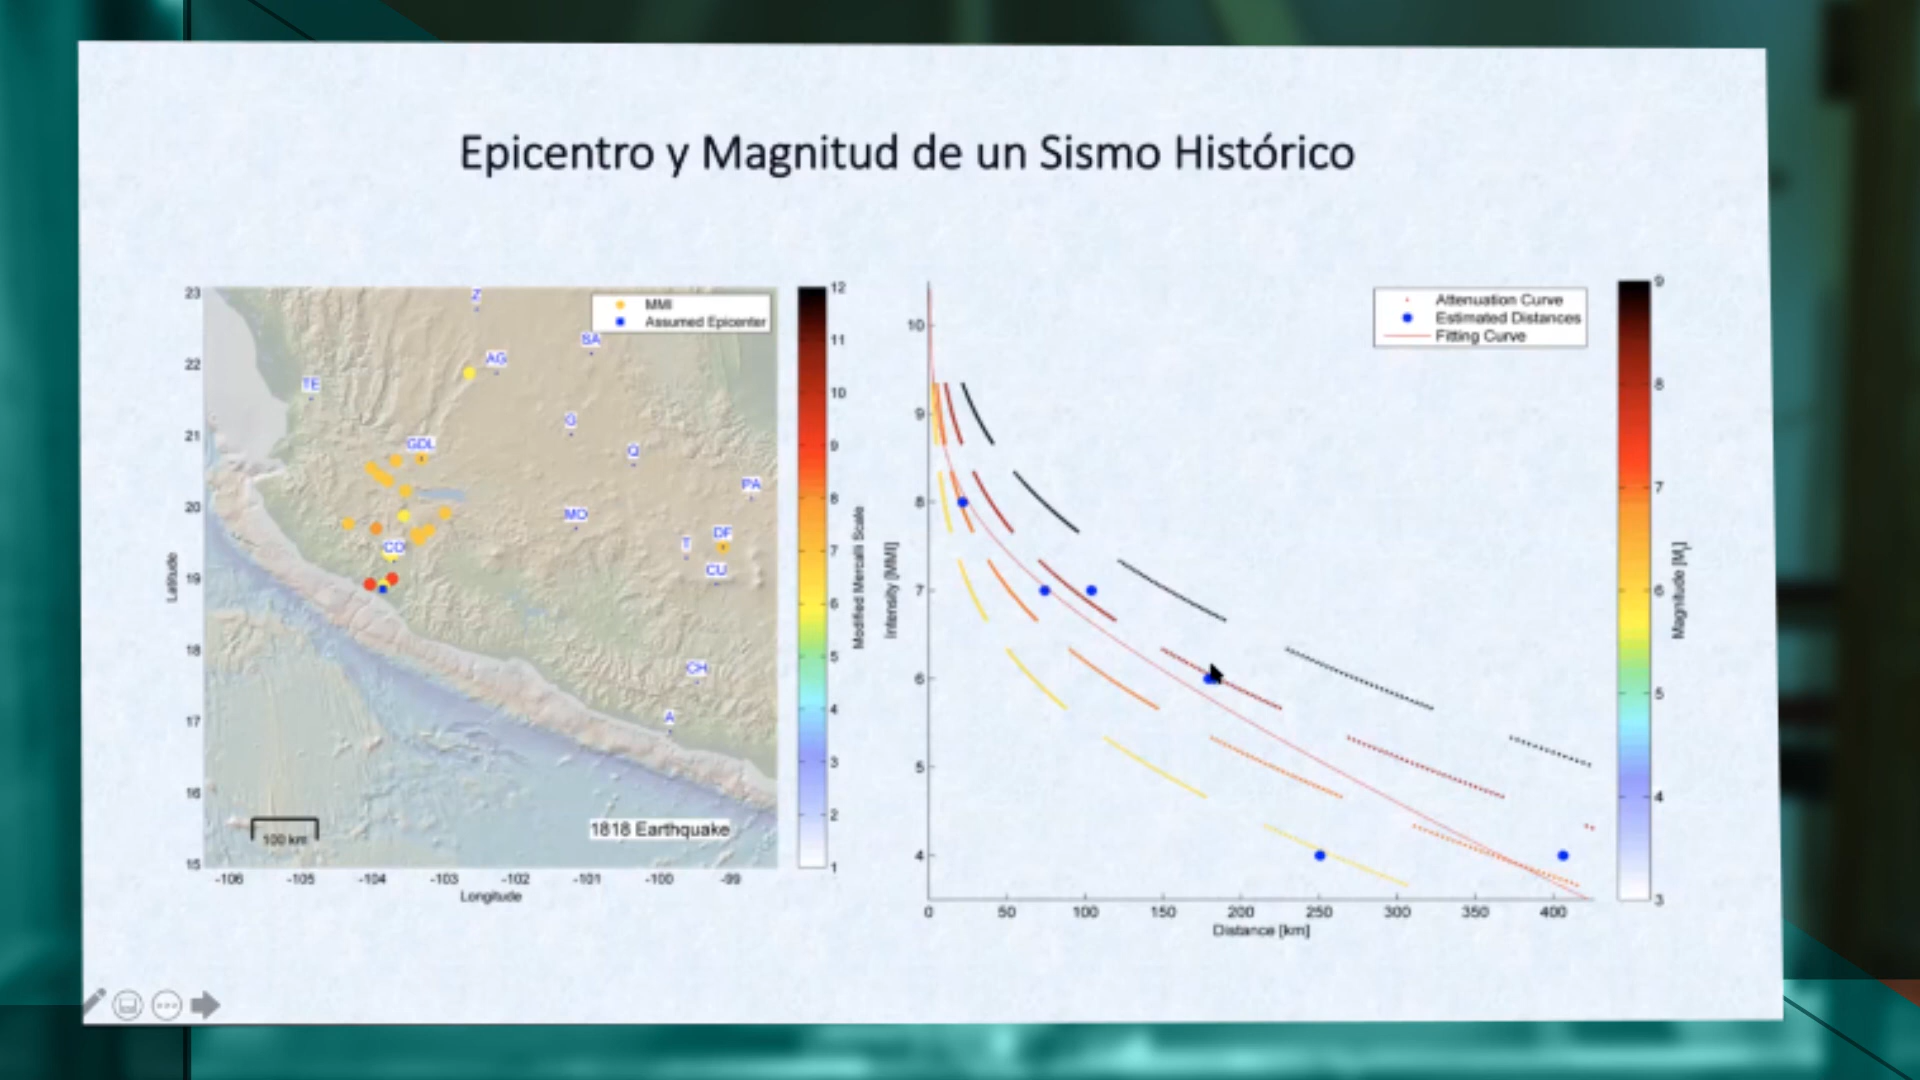 Epicentro y Magnitud de un Sismo Histórico
MMI
Assumed Epicenter
Z
SA
AG
TE
G
GDL
Q
PA
MO
DF
T
CO
CU
CH
A
100 km
1818 Earthquake
23
22
21
20
19
18
17
16
15
-106 -105 -104 -103 -102 -101 -100 -99
Latitude
Longitude
12
11
10
9
8
7
6
5
4
3
2
1
Modified Mercalli Scale
Attenuation Curve
Estimated Distances
Fitting Curve
10
9
8
7
6
5
4
Intensity [MMI]
0 50 100 150 200 250 300 350 400
Distance [km]
9
8
7
6
5
4
3